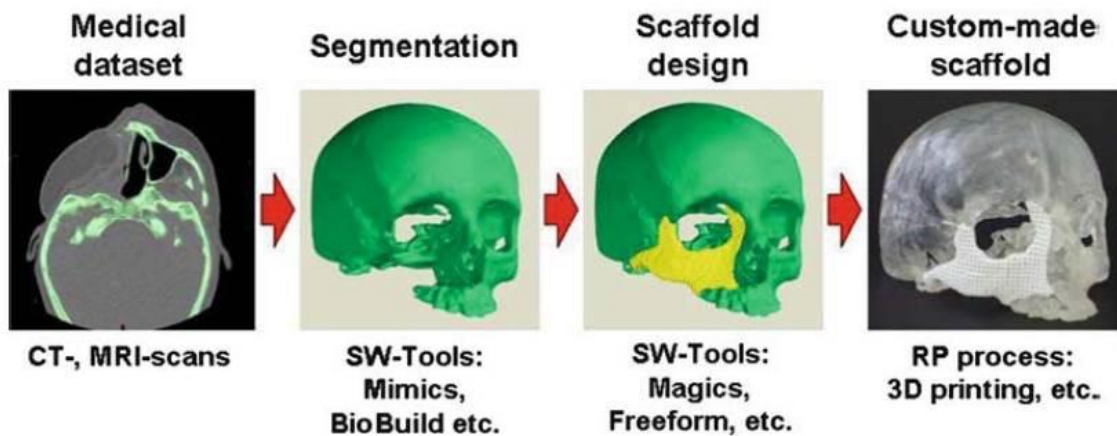 Medical
dataset
Segmentation
Scaffold
design
Custom-made
scaffold
CT-, MRI-scans
SW-Tools:
Mimics,
BioBuild etc.
SW-Tools:
Magics,
Freeform, etc.
RP process:
3D printing, etc.